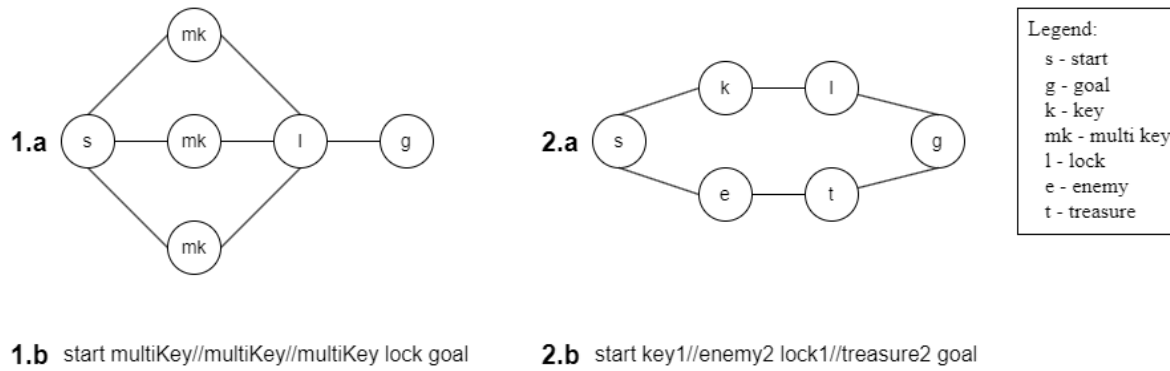 mk
1.a s mk l g
mk
2.a s k l g
e t
Legend:
s - start
g - goal
k - key
mk - multi key
l - lock
e - enemy
t - treasure
1.b start multiKey//multiKey//multiKey lock goal
2.b start key1//enemy2 lock1//treasure2 goal